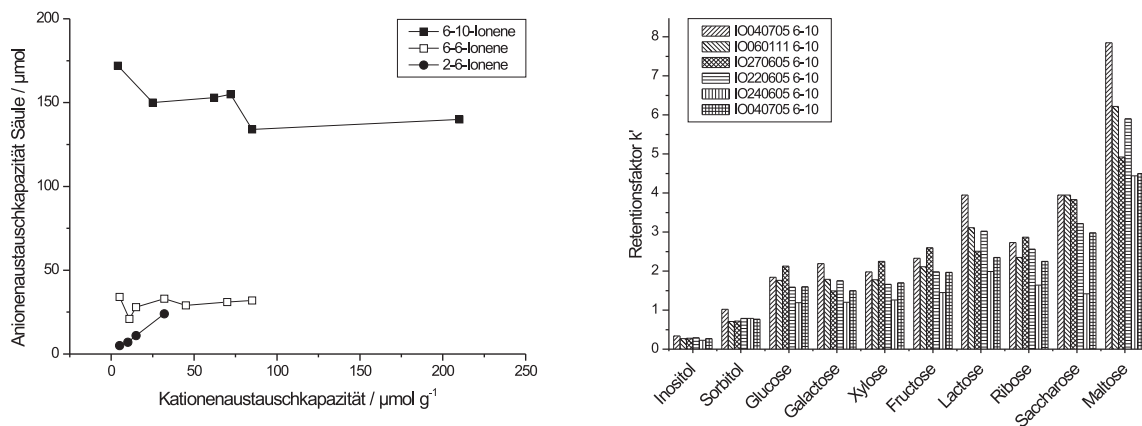 200
150
100
50
0
Anionenaustauschkapazität Säule / µmol
6-10-Ionene
6-6-Ionene
2-6-Ionene
0 50 100 150 200 250
Kationenaustauschkapazität / µmol g⁻¹
8
7
6
5
4
3
2
1
0
Retentionsfaktor k'
IO040705 6-10
IO060111 6-10
IO270605 6-10
IO220605 6-10
IO240605 6-10
IO040705 6-10
Inositol
Sorbitol
Glucose
Galactose
Xylose
Fructose
Lactose
Ribose
Saccharose
Maltose